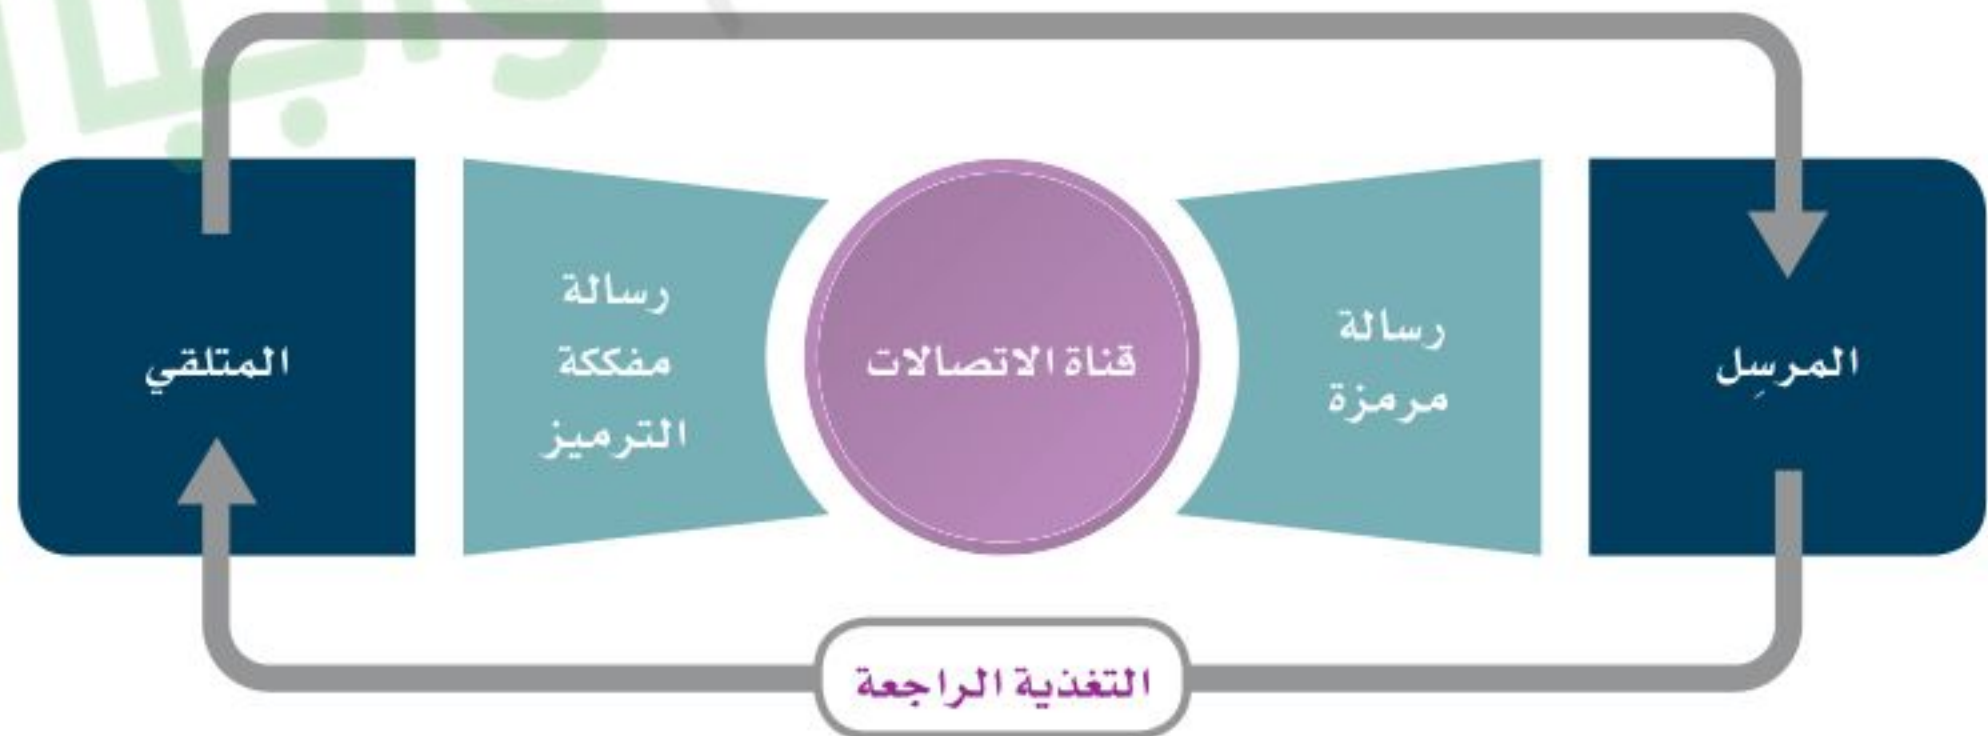 المرسِل
رسالة
مرمزة
قناة الاتصالات
رسالة
مفككة
الترميز
المتلقي
التغذية الراجعة